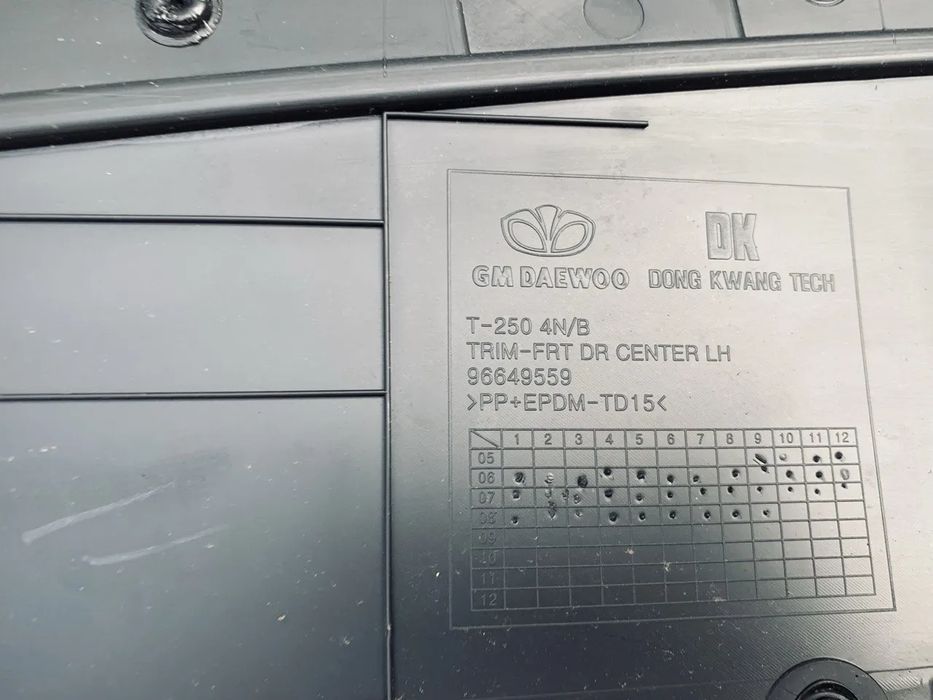 DK
GM DAEWOO DONG KWANG TECH
T-250 4N/B
TRIM-FRT DR CENTER LH
96649559
>PP+EPDM-TD15<
1 2 3 4 5 6 7 8 9 10 11 12
05
06
07
08
09
10
11
12